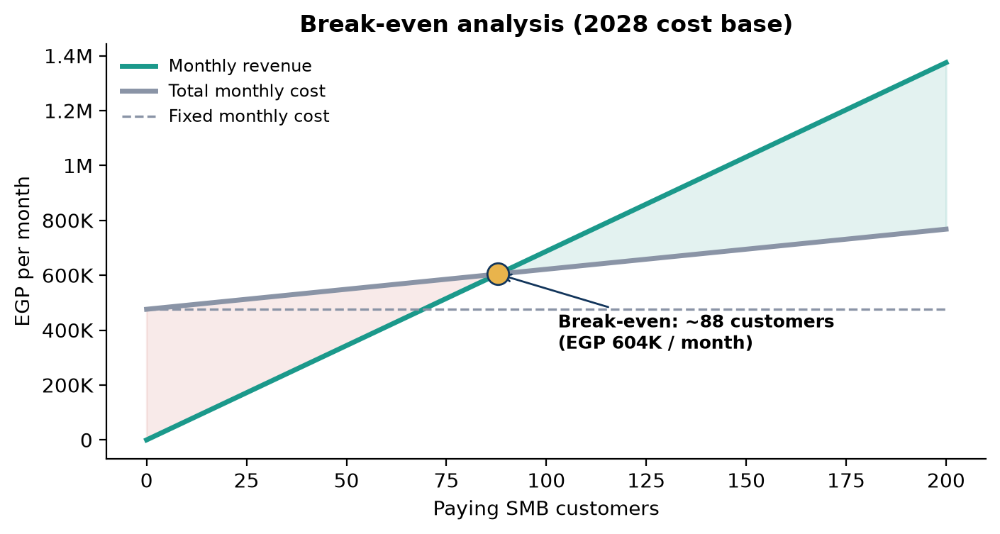 Break-even analysis (2028 cost base)
Monthly revenue
Total monthly cost
Fixed monthly cost
EGP per month
1.4M
1.2M
1M
800K
600K
400K
200K
0
Break-even: ~88 customers
(EGP 604K / month)
0 25 50 75 100 125 150 175 200
Paying SMB customers